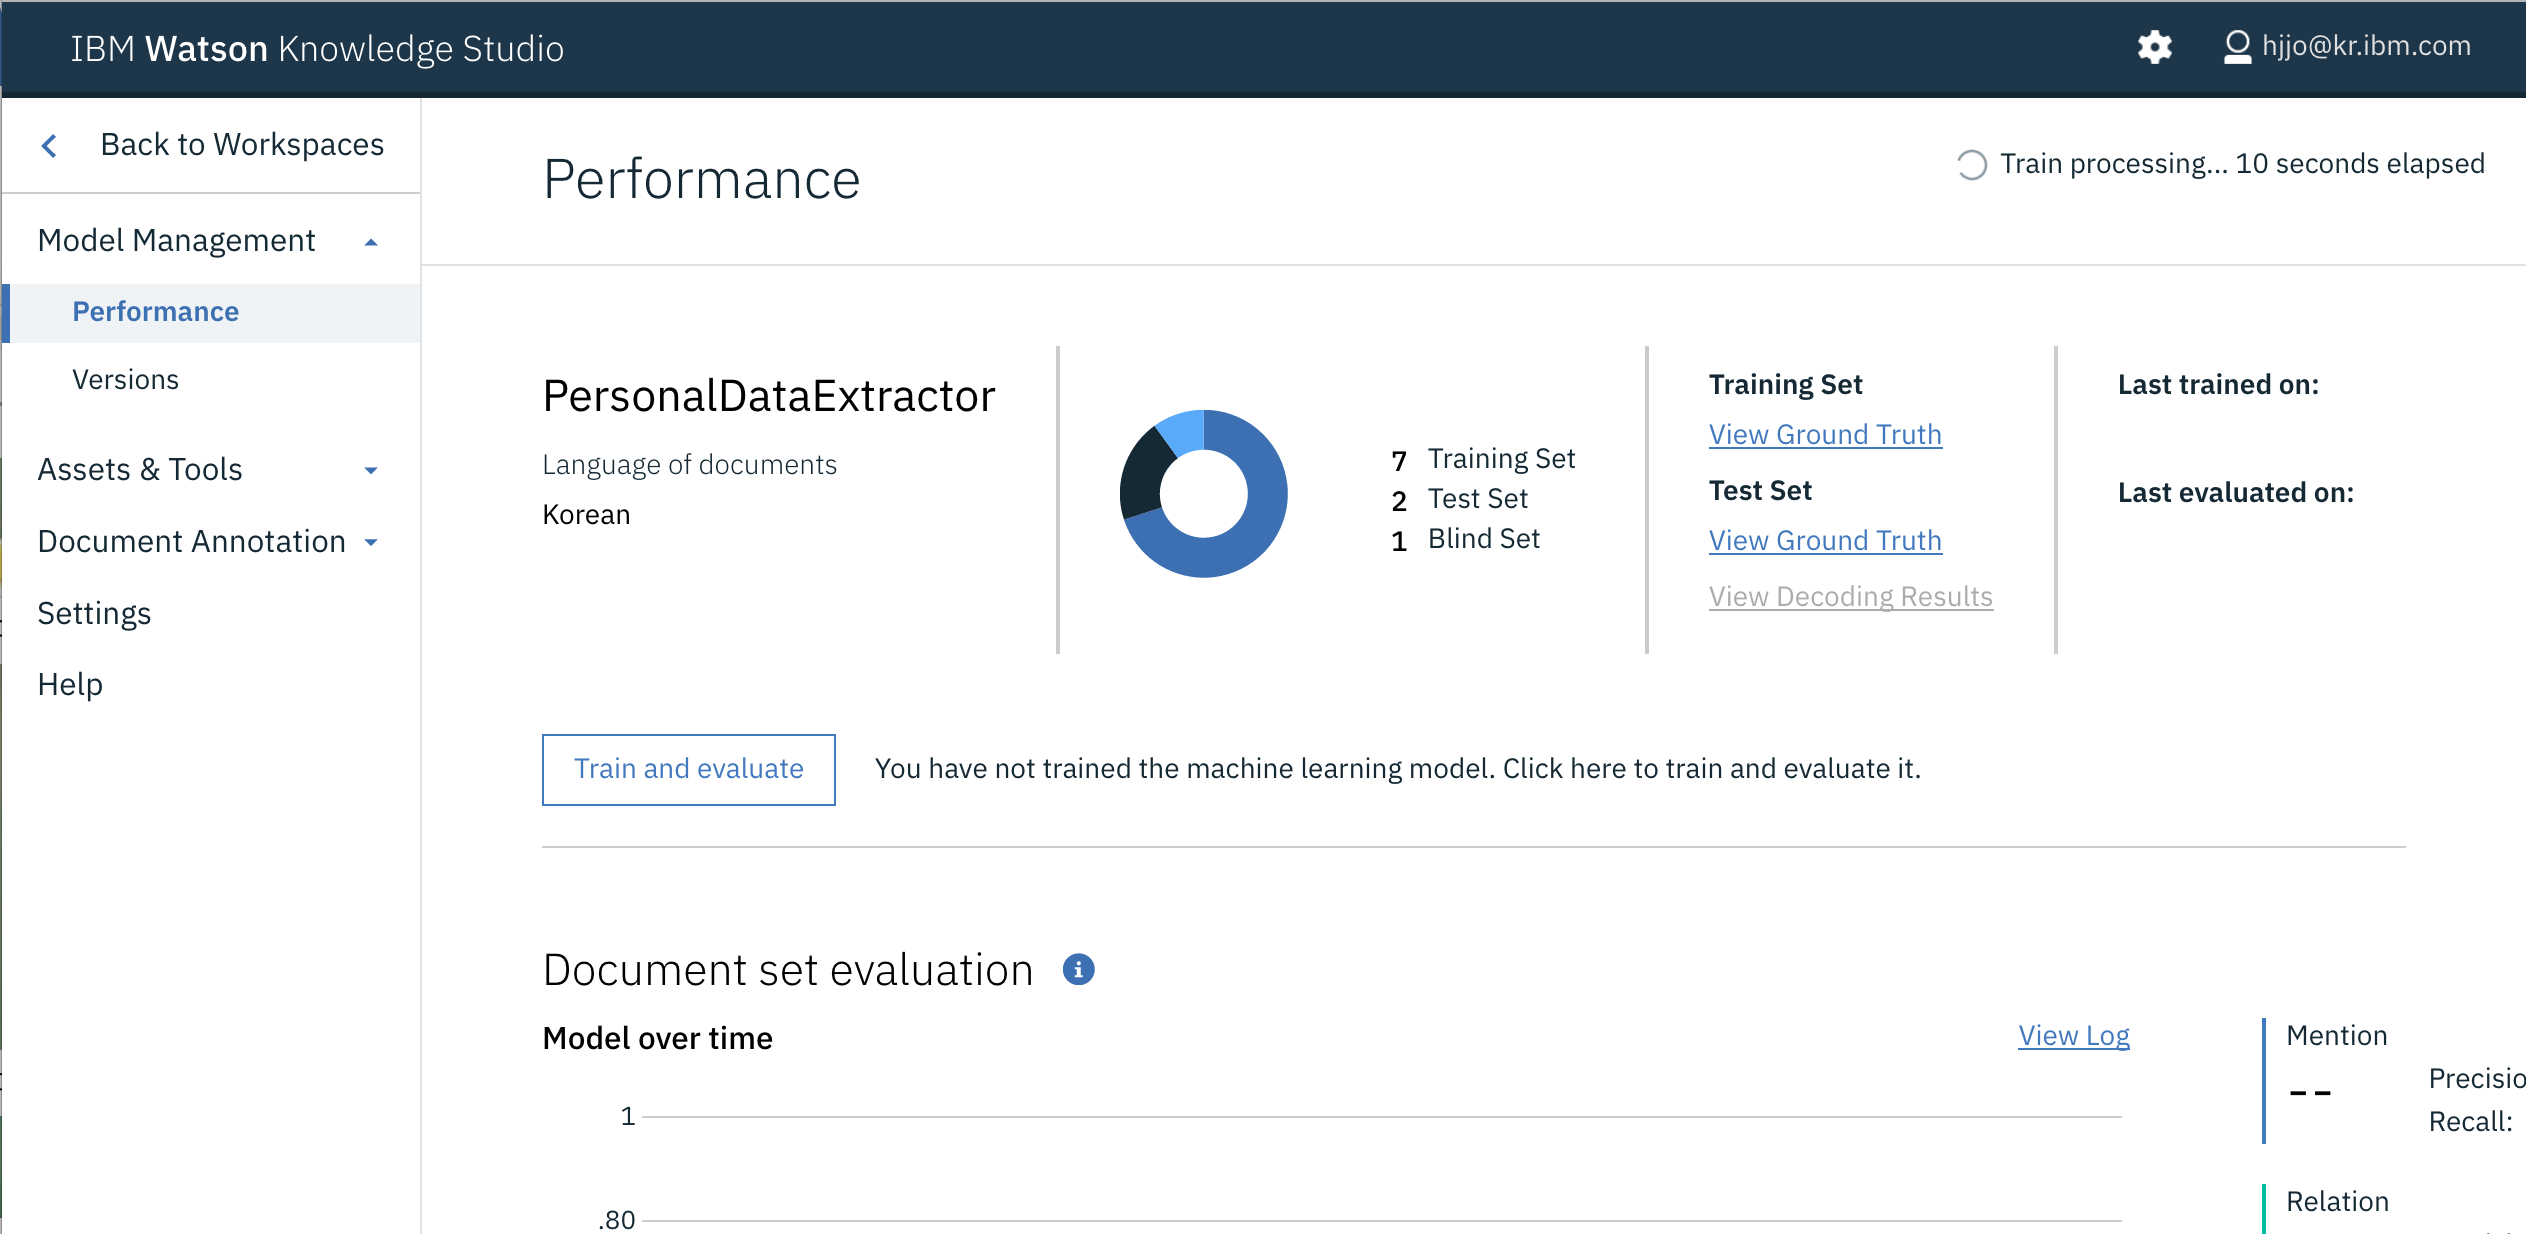 IBM Watson Knowledge Studio
hjjo@kr.ibm.com
Back to Workspaces
Model Management
Performance
Versions
Assets & Tools
Document Annotation
Settings
Help
Performance
Train processing... 10 seconds elapsed
PersonalDataExtractor
Language of documents
Korean
7 Training Set
2 Test Set
1 Blind Set
Training Set
View Ground Truth
Test Set
View Ground Truth
View Decoding Results
Last trained on:
Last evaluated on:
Train and evaluate
You have not trained the machine learning model. Click here to train and evaluate it.
Document set evaluation
Model over time
View Log
1
.80
Mention
--
Precisio
Recall:
Relation